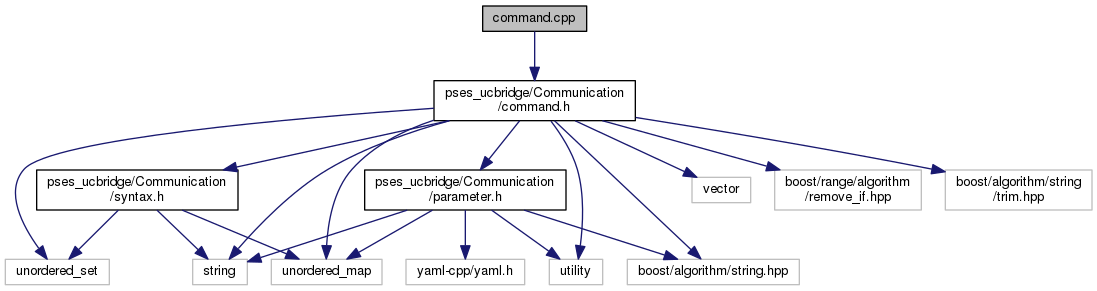 command.cpp
pses_ucbridge/Communication
/command.h
pses_ucbridge/Communication
/syntax.h
pses_ucbridge/Communication
/parameter.h
vector
boost/range/algorithm
/remove_if.hpp
boost/algorithm/string
/trim.hpp
unordered_set
string
unordered_map
yaml-cpp/yaml.h
utility
boost/algorithm/string.hpp